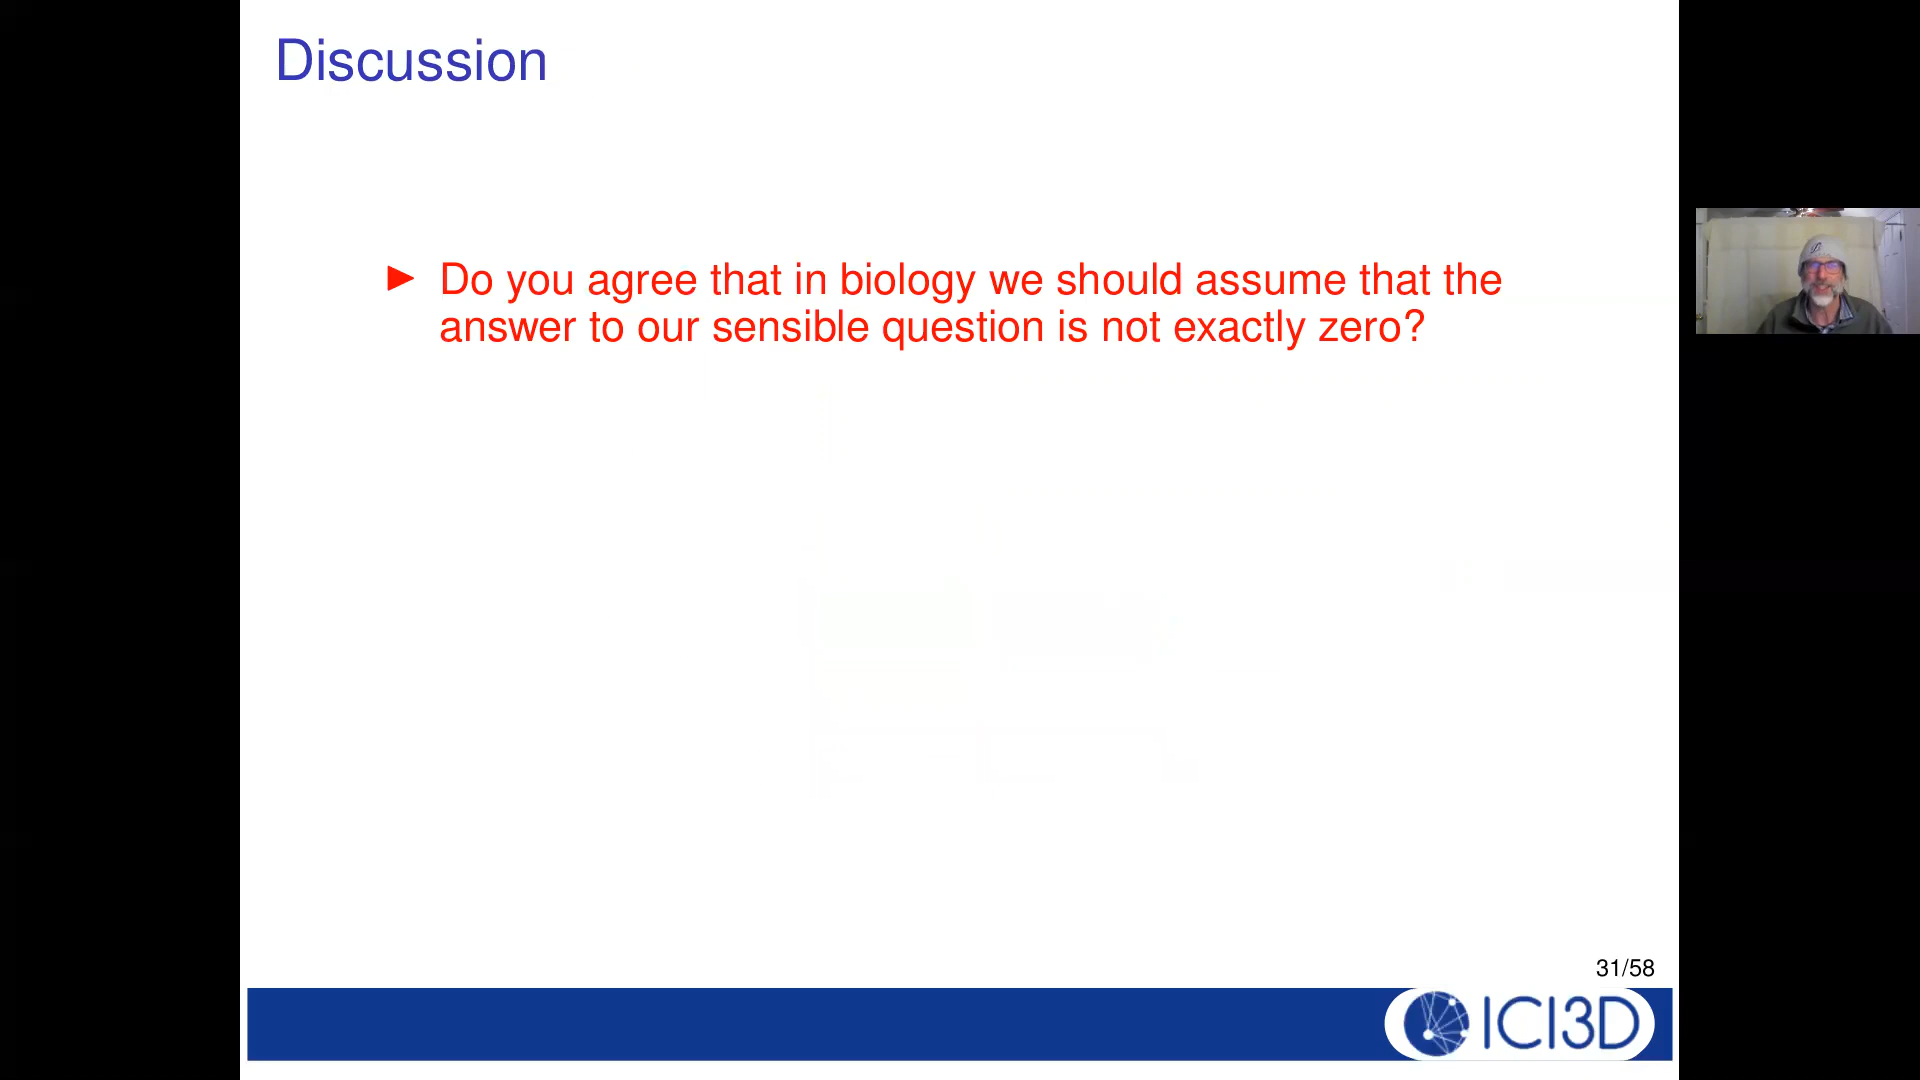 Discussion
► Do you agree that in biology we should assume that the
answer to our sensible question is not exactly zero?
31/58
ICI3D